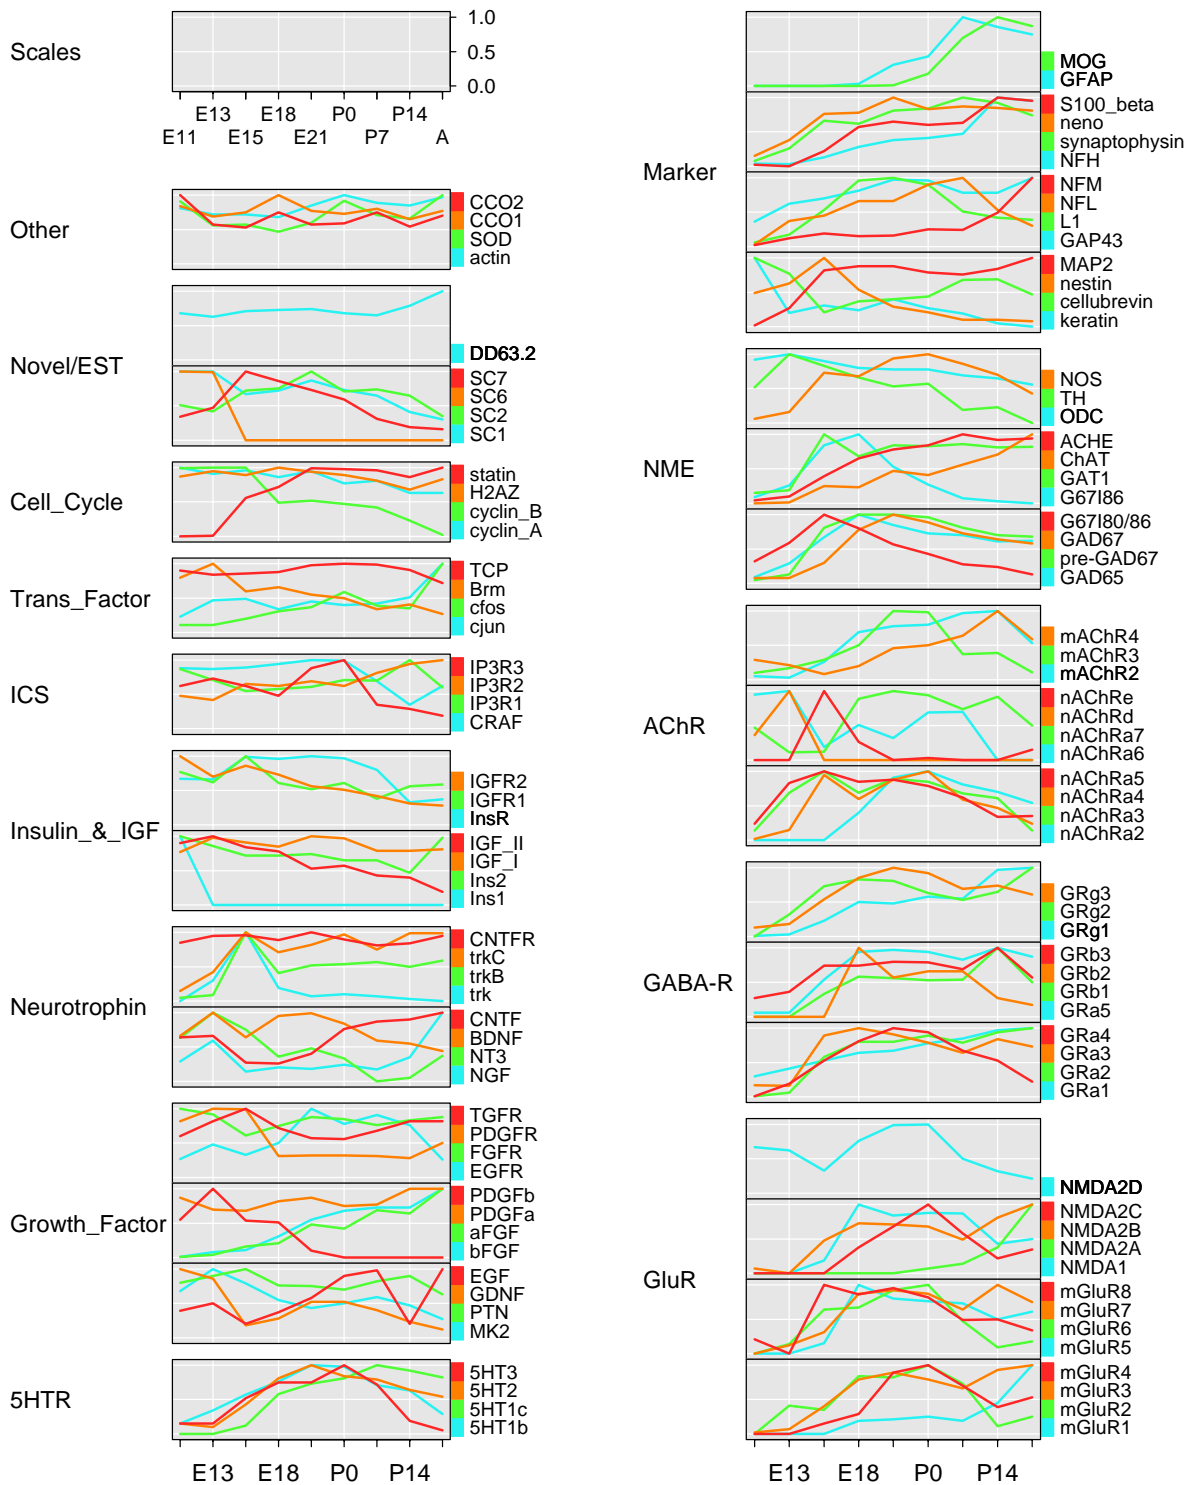 Scales
1.0
0.5
0.0
E13 E18 P0 P14
E11 E15 E21 P7 A
Other
CCO2
CCO1
SOD
actin
Novel/EST
DD63.2
SC7
SC6
SC2
SC1
Cell_Cycle
statin
H2AZ
cyclin_B
cyclin_A
Trans_Factor
TCP
Brm
cfos
cjun
ICS
IP3R3
IP3R2
IP3R1
CRAF
Insulin_&_IGF
IGFR2
IGFR1
InsR
IGF_II
IGF_I
Ins2
Ins1
Neurotrophin
CNTFR
trkC
trkB
trk
CNTF
BDNF
NT3
NGF
Growth_Factor
TGFR
PDGFR
FGFR
EGFR
PDGFb
PDGFa
aFGF
bFGF
EGF
GDNF
PTN
MK2
5HTR
5HT3
5HT2
5HT1c
5HT1b
E13 E18 P0 P14
Marker
MOG
GFAP
S100_beta
neno
synaptophysin
NFH
NFM
NFL
L1
GAP43
MAP2
nestin
cellubrevin
keratin
NME
NOS
TH
ODC
ACHE
ChAT
GAT1
G67I86
G67I80/86
GAD67
pre-GAD67
GAD65
AChR
mAChR4
mAChR3
mAChR2
nAChRe
nAChRd
nAChRa7
nAChRa6
nAChRa5
nAChRa4
nAChRa3
nAChRa2
GABA-R
GRg3
GRg2
GRg1
GRb3
GRb2
GRb1
GRa5
GRa4
GRa3
GRa2
GRa1
GluR
NMDA2D
NMDA2C
NMDA2B
NMDA2A
NMDA1
mGluR8
mGluR7
mGluR6
mGluR5
mGluR4
mGluR3
mGluR2
mGluR1
E13 E18 P0 P14